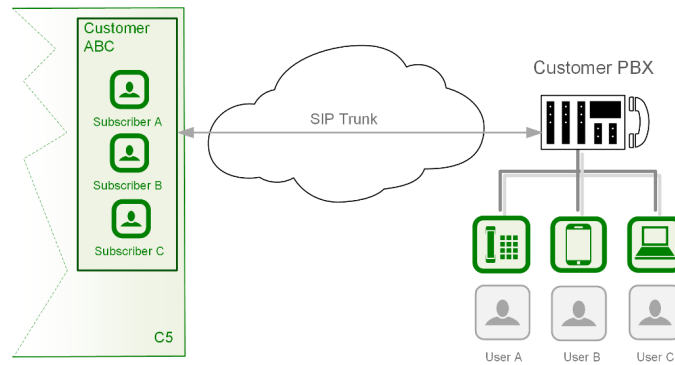 Customer
ABC
Subscriber A
Subscriber B
Subscriber C
C5
SIP Trunk
Customer PBX
User A
User B
User C